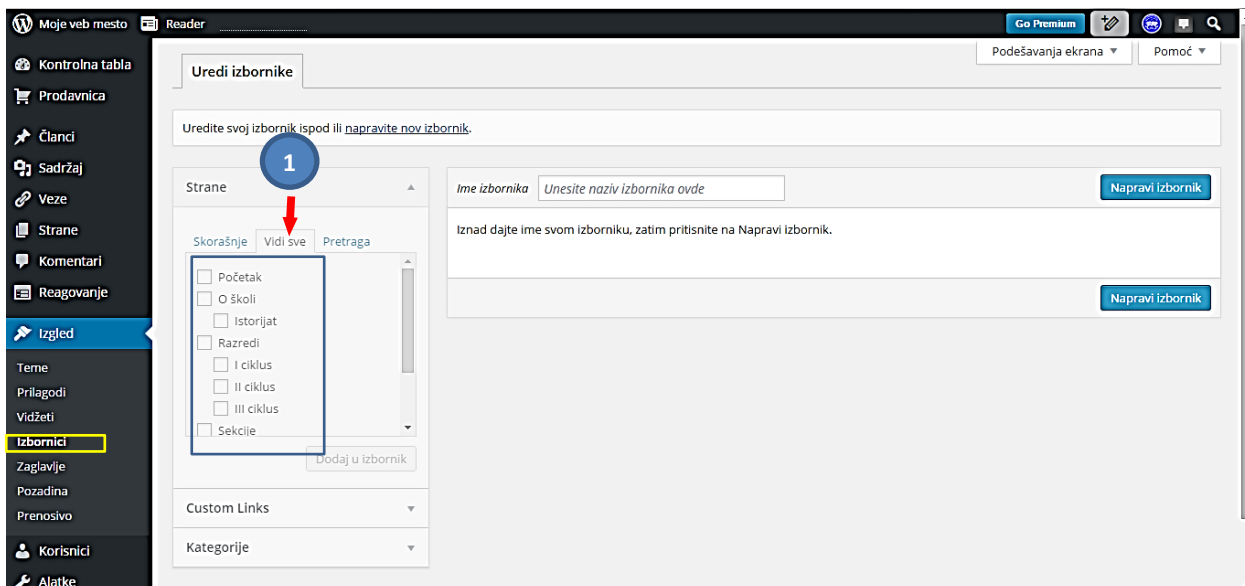 Moje veb mesto Reader Go Premium
Kontrolna tabla
Prodavnica
Članci
Sadržaj
Veze
Strane
Komentari
Reagovanje
Izgled
Teme
Prilagodi
Vidžeti
Izbornici
Zaglavlje
Pozadina
Prenosivo
Korisnici
Alatke
Podešavanja ekrana Pomoć
Uredi izbornike
Uredite svoj izbornik ispod ili napravite nov izbornik.
1
Strane
Skorašnje Vidi sve Pretraga
Početak
O školi
Istorijat
Razredi
I ciklus
II ciklus
III ciklus
Sekcije
Dodaj u izbornik
Custom Links
Kategorije
Ime izbornika Unesite naziv izbornika ovde Napravi izbornik
Iznad dajte ime svom izborniku, zatim pritisnite na Napravi izbornik.
Napravi izbornik